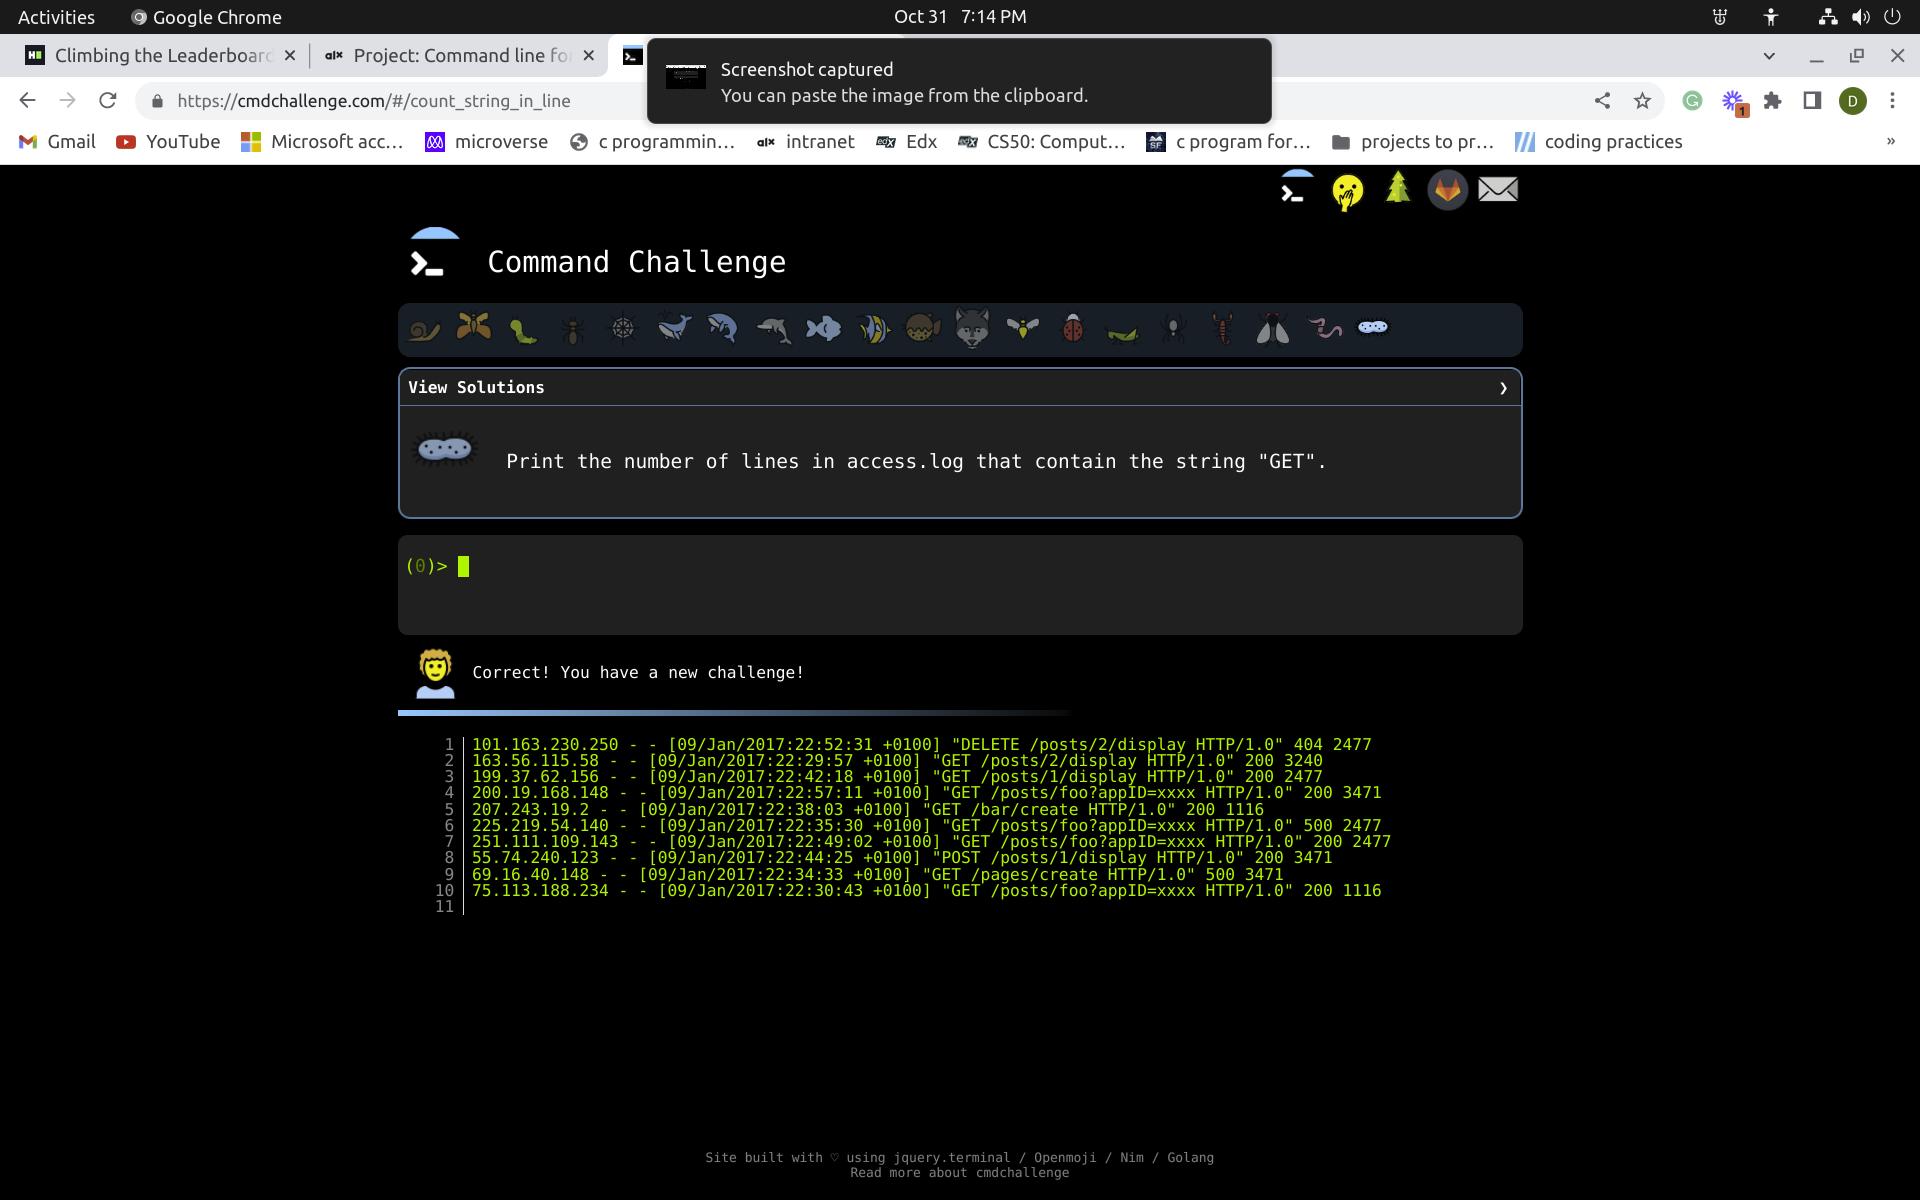 Activities
Google Chrome
Oct 31 7:14 PM
Climbing the Leaderboard
alx Project: Command line fo
Screenshot captured
You can paste the image from the clipboard.
https://cmdchallenge.com/#/count_string_in_line
G
1
D
Gmail
YouTube
Microsoft acc...
microverse
c programmin...
alx intranet
edX Edx
edX CS50: Comput...
SF c program for...
projects to pr...
coding practices
»
Command Challenge
View Solutions
Print the number of lines in access.log that contain the string "GET".
(0)>
Correct! You have a new challenge!
1 101.163.230.250 - - [09/Jan/2017:22:52:31 +0100] "DELETE /posts/2/display HTTP/1.0" 404 2477
2 163.56.115.58 - - [09/Jan/2017:22:29:57 +0100] "GET /posts/2/display HTTP/1.0" 200 3240
3 199.37.62.156 - - [09/Jan/2017:22:42:18 +0100] "GET /posts/1/display HTTP/1.0" 200 2477
4 200.19.168.148 - - [09/Jan/2017:22:57:11 +0100] "GET /posts/foo?appID=xxxx HTTP/1.0" 200 3471
5 207.243.19.2 - - [09/Jan/2017:22:38:03 +0100] "GET /bar/create HTTP/1.0" 200 1116
6 225.219.54.140 - - [09/Jan/2017:22:35:30 +0100] "GET /posts/foo?appID=xxxx HTTP/1.0" 500 2477
7 251.111.109.143 - - [09/Jan/2017:22:49:02 +0100] "GET /posts/foo?appID=xxxx HTTP/1.0" 200 2477
8 55.74.240.123 - - [09/Jan/2017:22:44:25 +0100] "POST /posts/1/display HTTP/1.0" 200 3471
9 69.16.40.148 - - [09/Jan/2017:22:34:33 +0100] "GET /pages/create HTTP/1.0" 500 3471
10 75.113.188.234 - - [09/Jan/2017:22:30:43 +0100] "GET /posts/foo?appID=xxxx HTTP/1.0" 200 1116
11
Site built with ♡ using jquery.terminal / Openmoji / Nim / Golang
Read more about cmdchallenge